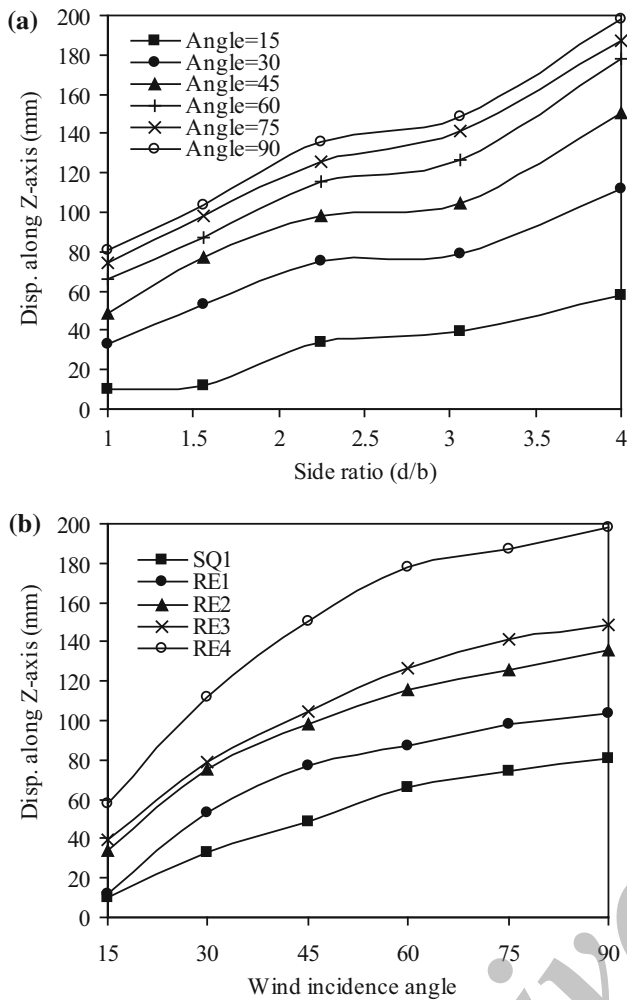 (a)
200
180
160
140
120
100
80
60
40
20
0
Disp. along Z-axis (mm)
Angle=15
Angle=30
Angle=45
Angle=60
Angle=75
Angle=90
1
1.5
2
2.5
3
3.5
4
Side ratio (d/b)
(b)
200
180
160
140
120
100
80
60
40
20
0
Disp. along Z-axis (mm)
SQ1
RE1
RE2
RE3
RE4
15
30
45
60
75
90
Wind incidence angle